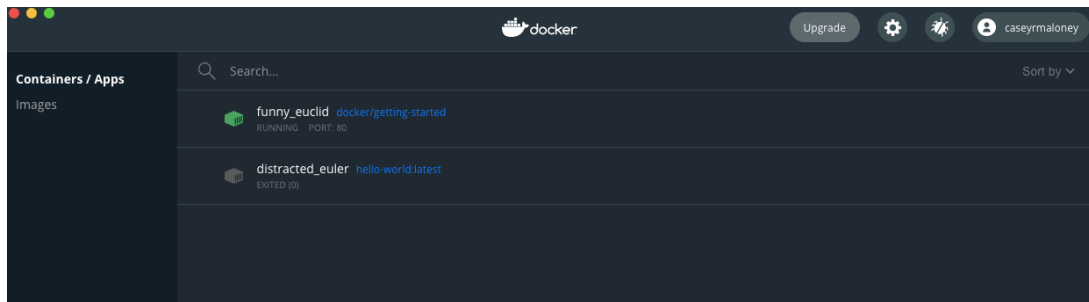 docker
Upgrade
caseyrmaloney
Containers / Apps
Images
Search...
Sort by
funny_euclid docker/getting-started
RUNNING PORT: 80
distracted_euler hello-world:latest
EXITED (0)